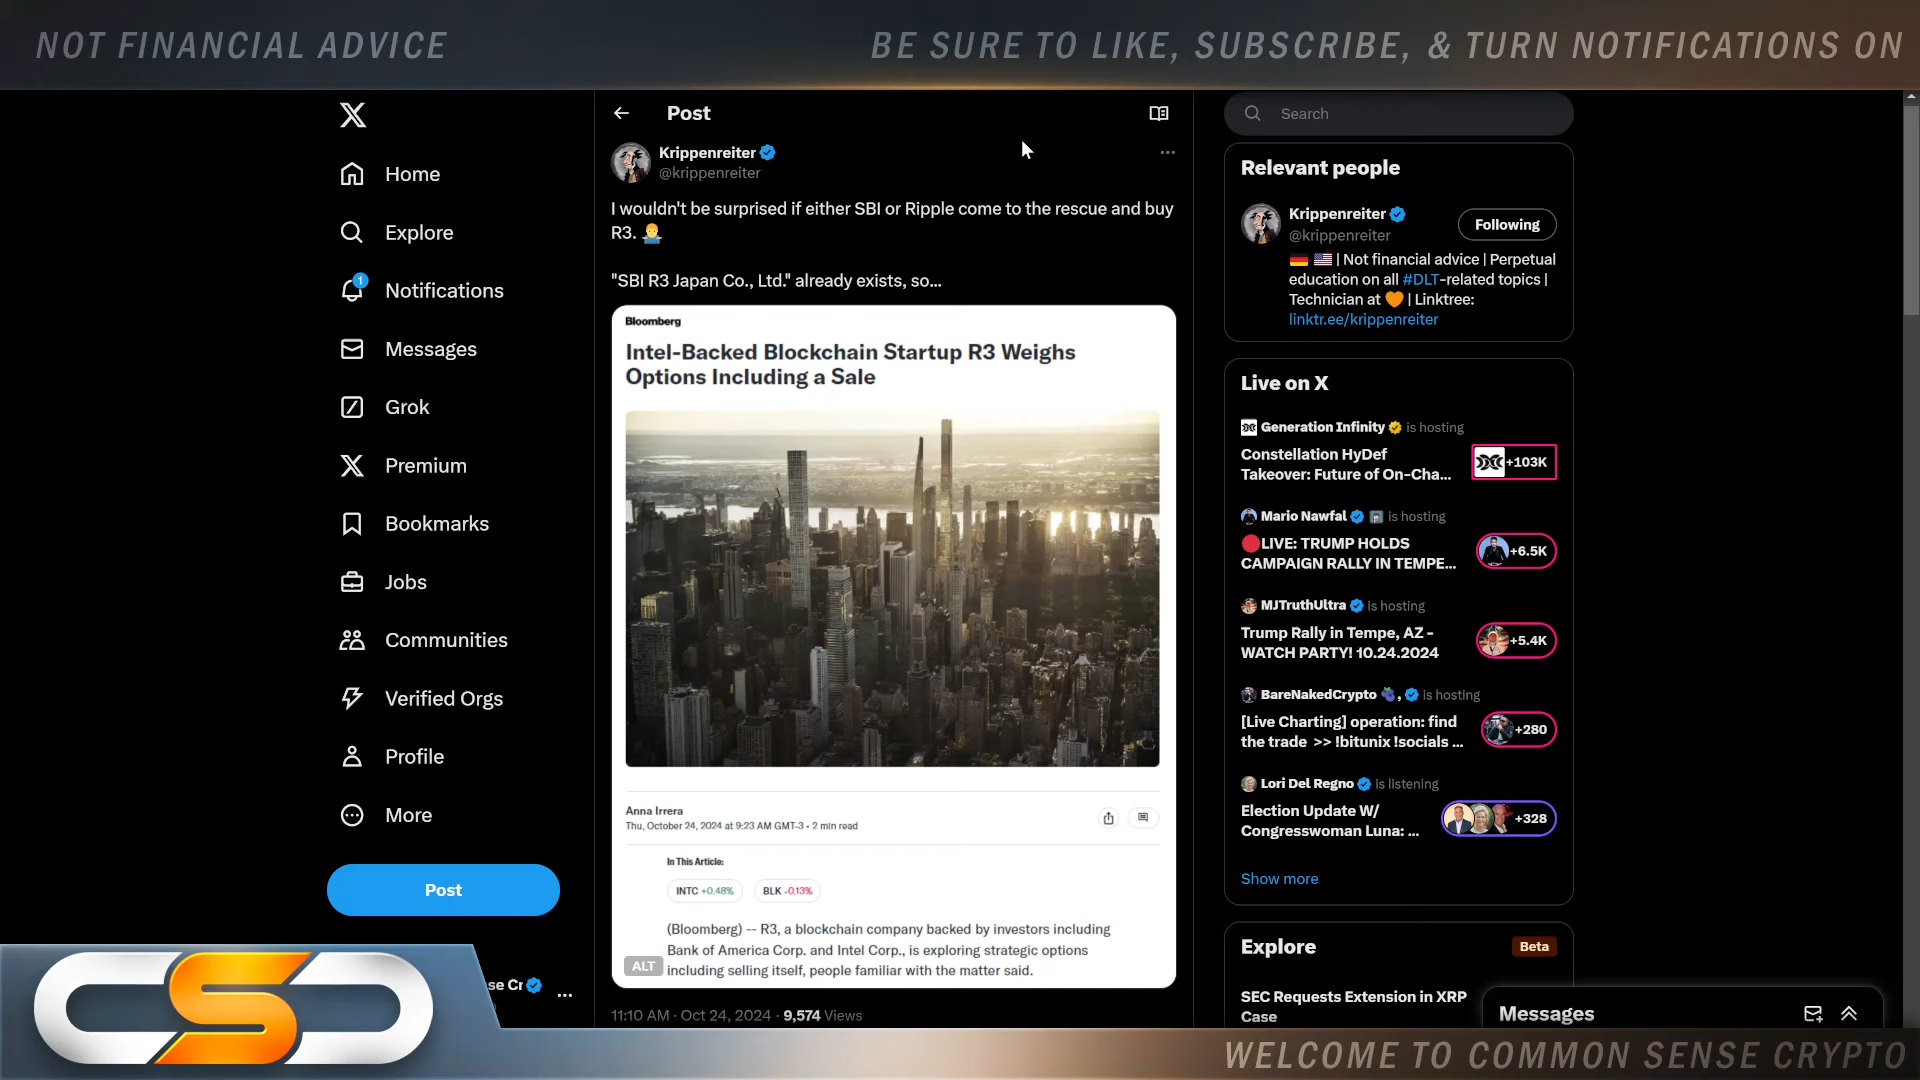 NOT FINANCIAL ADVICE
BE SURE TO LIKE, SUBSCRIBE, & TURN NOTIFICATIONS ON
Home
Explore
1
Notifications
Messages
Grok
Premium
Bookmarks
Jobs
Communities
Verified Orgs
Profile
More
Post
se Cr
Post
Krippenreiter
@krippenreiter
I wouldn't be surprised if either SBI or Ripple come to the rescue and buy
R3.
"SBI R3 Japan Co., Ltd." already exists, so...
Bloomberg
Intel-Backed Blockchain Startup R3 Weighs
Options Including a Sale
Anna Irrera
Thu, October 24, 2024 at 9:23 AM GMT-3 • 2 min read
In This Article:
INTC +0.48%
BLK -0.13%
(Bloomberg) -- R3, a blockchain company backed by investors including
Bank of America Corp. and Intel Corp., is exploring strategic options
including selling itself, people familiar with the matter said.
ALT
11:10 AM · Oct 24, 2024 · 9,574 Views
Search
Relevant people
Krippenreiter
@krippenreiter
Following
| Not financial advice | Perpetual
education on all #DLT-related topics |
Technician at | Linktree:
linktr.ee/krippenreiter
Live on X
Generation Infinity is hosting
Constellation HyDef
Takeover: Future of On-Cha...
+103K
Mario Nawfal is hosting
LIVE: TRUMP HOLDS
CAMPAIGN RALLY IN TEMPE...
+6.5K
MJTruthUltra is hosting
Trump Rally in Tempe, AZ -
WATCH PARTY! 10.24.2024
+5.4K
BareNakedCrypto , is hosting
[Live Charting] operation: find
the trade >> !bitunix !socials ...
+280
Lori Del Regno is listening
Election Update W/
Congresswoman Luna: ...
+328
Show more
Explore
Beta
SEC Requests Extension in XRP
Case
Messages
CSC
WELCOME TO COMMON SENSE CRYPTO